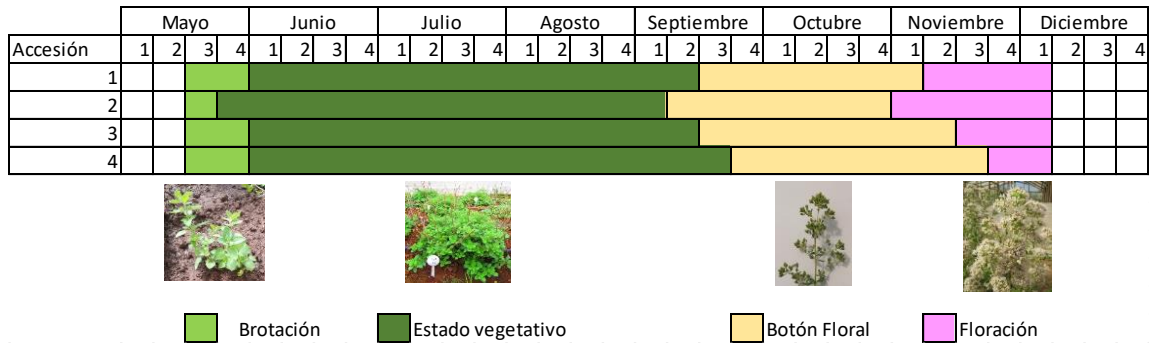 Mayo Junio Julio Agosto Septiembre Octubre Noviembre Diciembre
Accesión 1 2 3 4 1 2 3 4 1 2 3 4 1 2 3 4 1 2 3 4 1 2 3 4 1 2 3 4 1 2 3 4
1
2
3
4
Brotación Estado vegetativo Botón Floral Floración